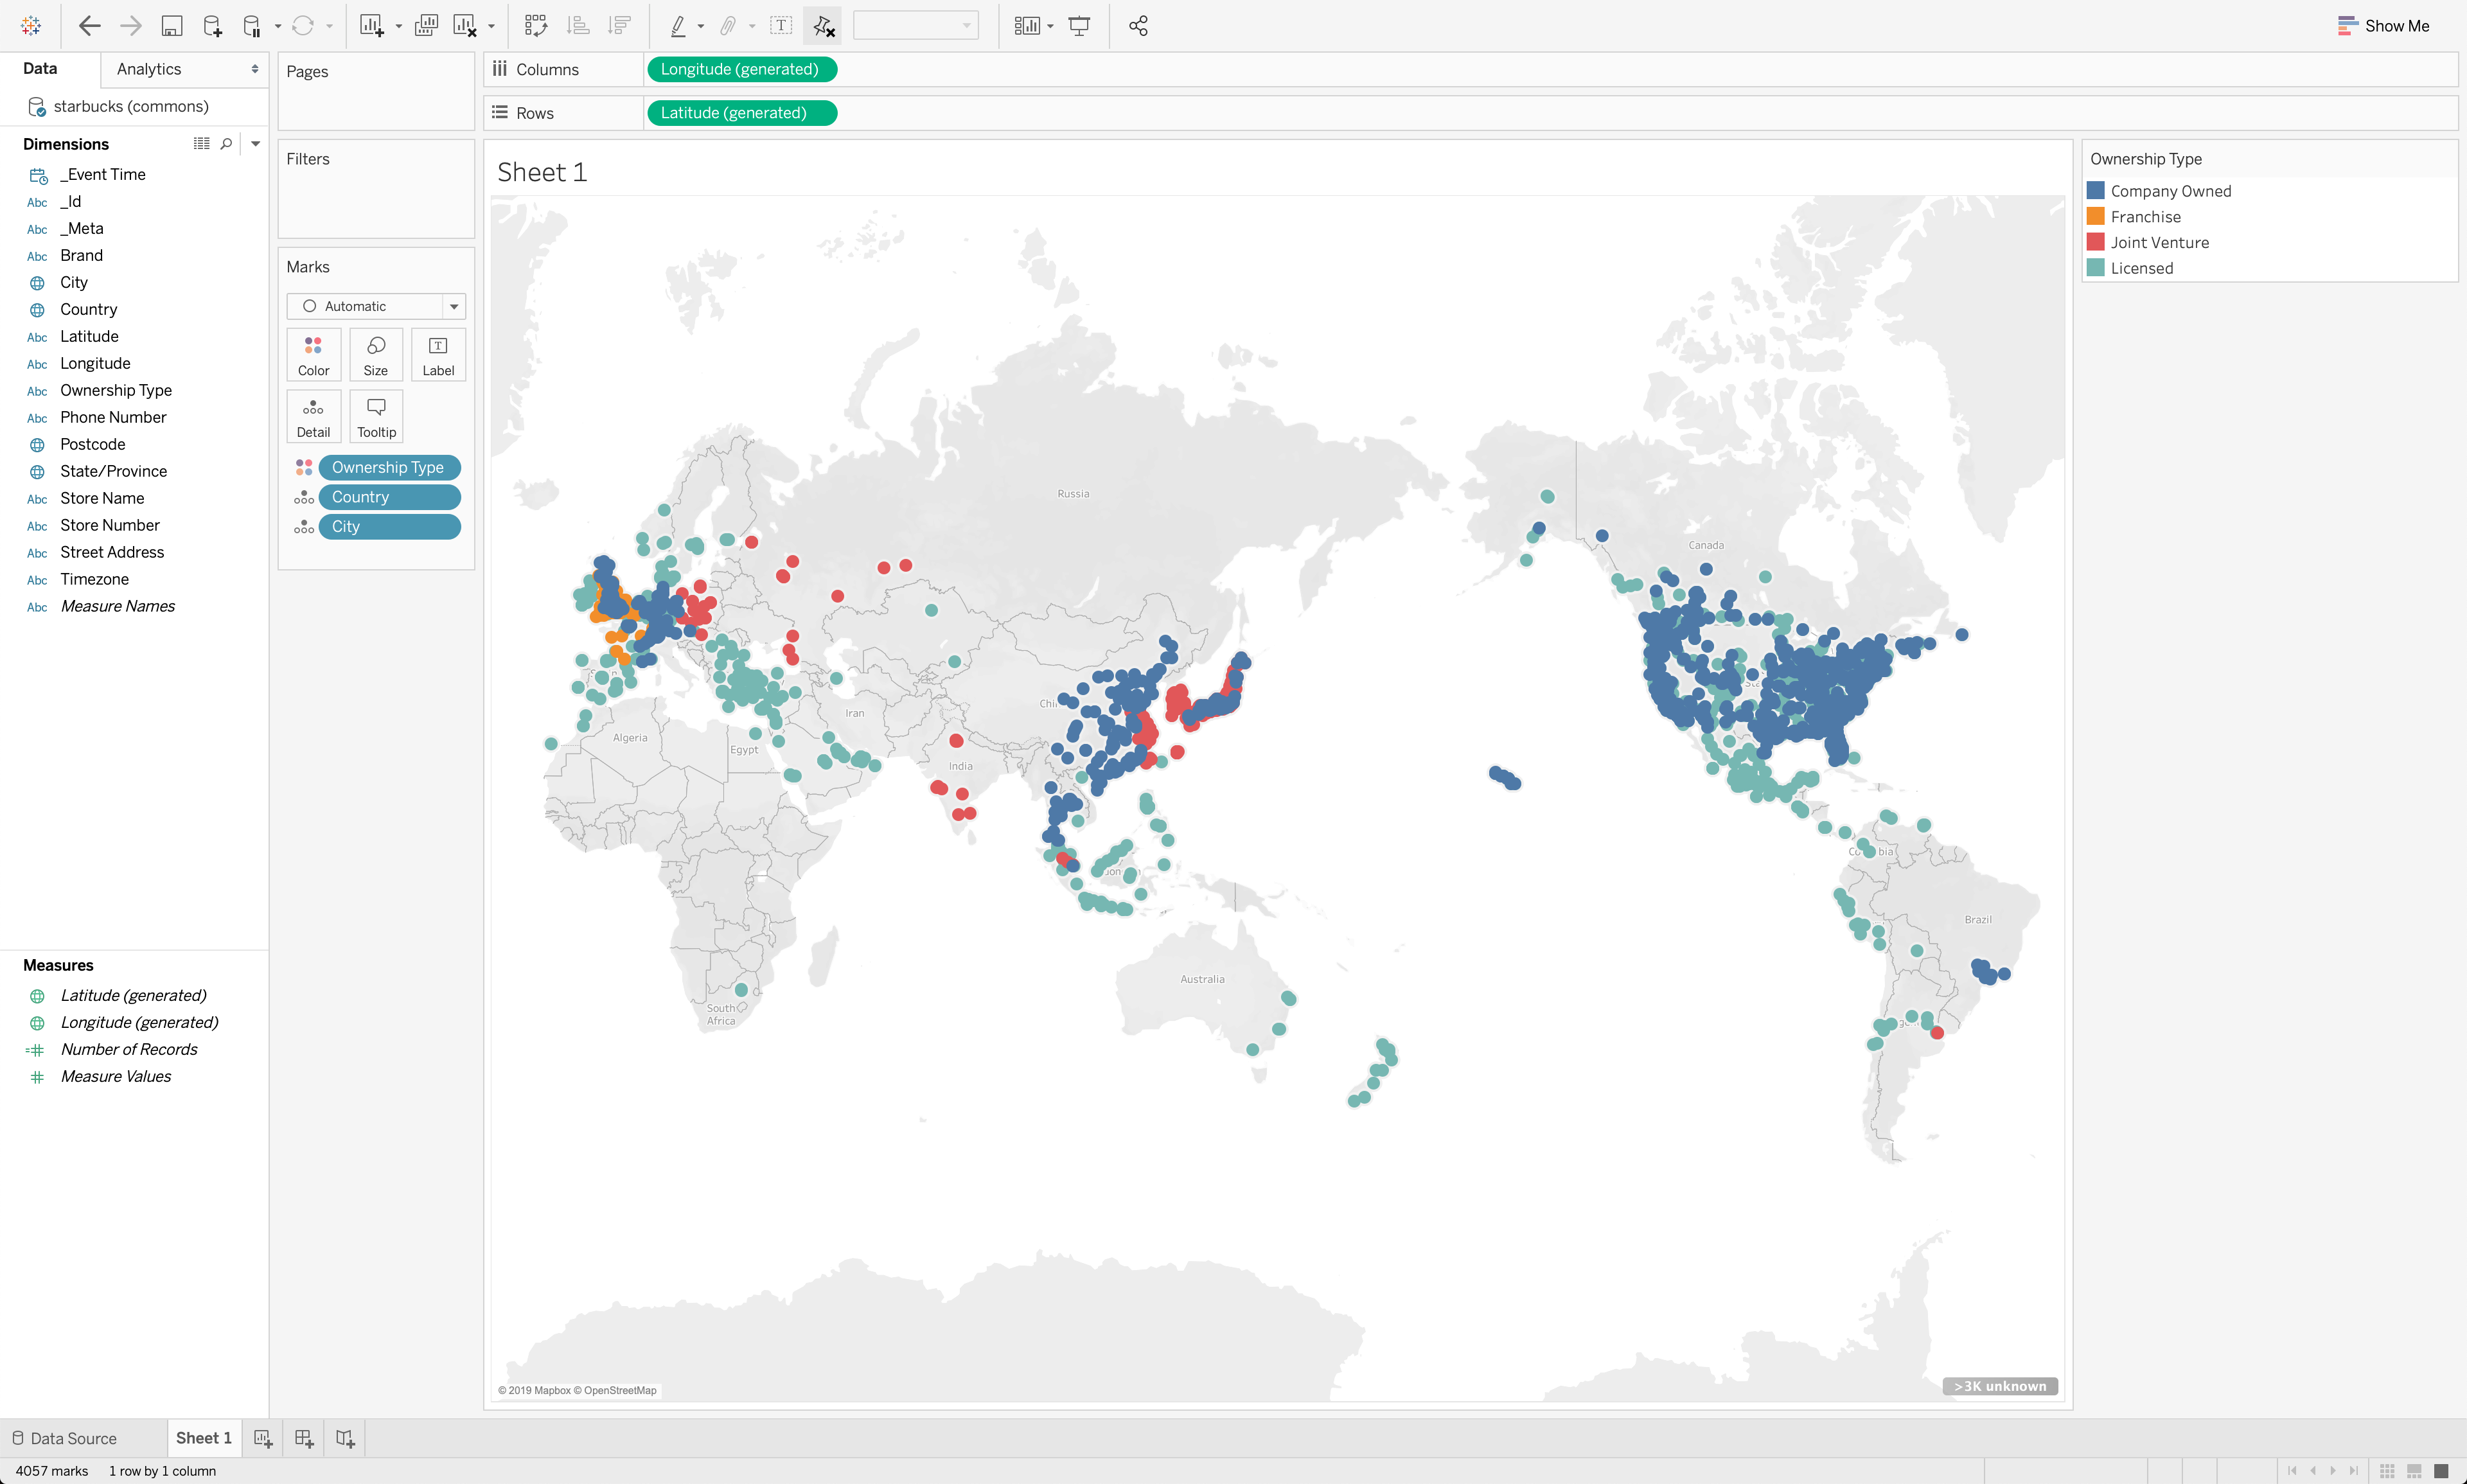 Show Me
Data
Analytics
starbucks (commons)
Dimensions
_Event Time
Abc _Id
Abc _Meta
Abc Brand
City
Country
Abc Latitude
Abc Longitude
Abc Ownership Type
Abc Phone Number
Postcode
State/Province
Abc Store Name
Abc Store Number
Abc Street Address
Abc Timezone
Abc Measure Names
Measures
Latitude (generated)
Longitude (generated)
Number of Records
Measure Values
Pages
Filters
Marks
Automatic
Color
Size
Label
Detail
Tooltip
Ownership Type
Country
City
Columns
Longitude (generated)
Rows
Latitude (generated)
Sheet 1
Russia
Canada
Iran
Algeria
Egypt
India
Brazil
Australia
South
Africa
© 2019 Mapbox © OpenStreetMap
>3K unknown
Ownership Type
Company Owned
Franchise
Joint Venture
Licensed
Data Source
Sheet 1
4057 marks
1 row by 1 column